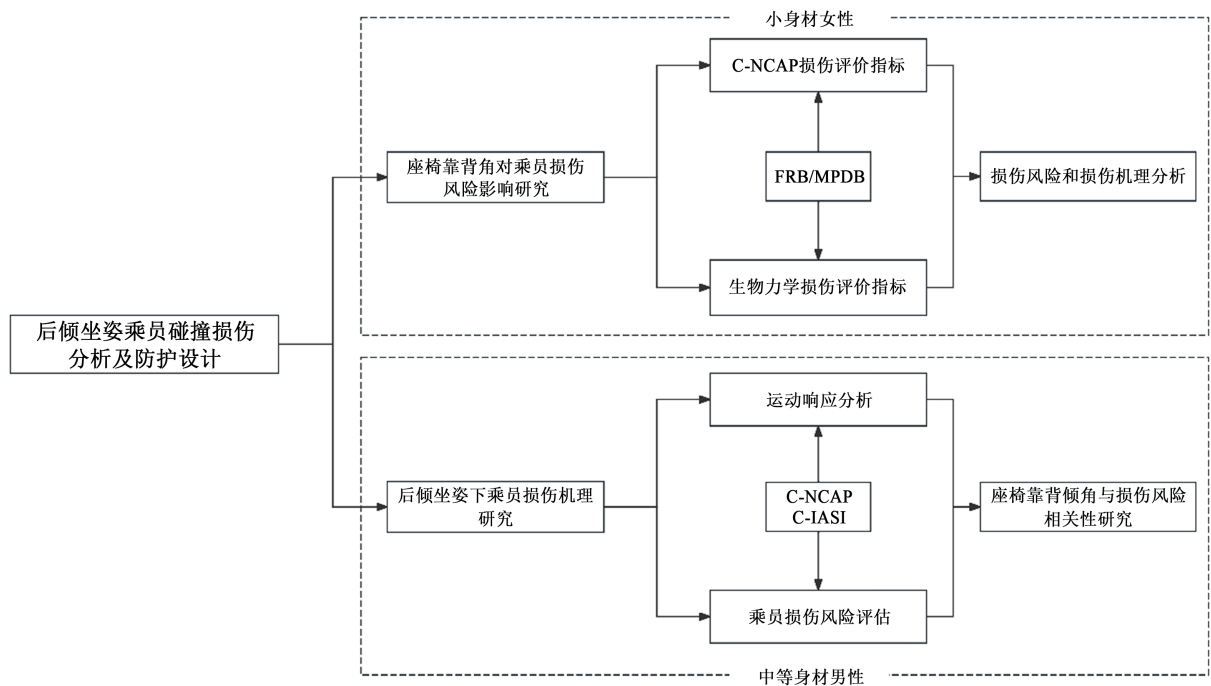 小身材女性
C-NCAP损伤评价指标
座椅靠背角对乘员损伤
风险影响研究
FRB/MPDB
损伤风险和损伤机理分析
生物力学损伤评价指标
后倾坐姿乘员碰撞损伤
分析及防护设计
运动响应分析
后倾坐姿下乘员损伤机理
研究
C-NCAP
C-IASI
座椅靠背倾角与损伤风险
相关性研究
乘员损伤风险评估
中等身材男性